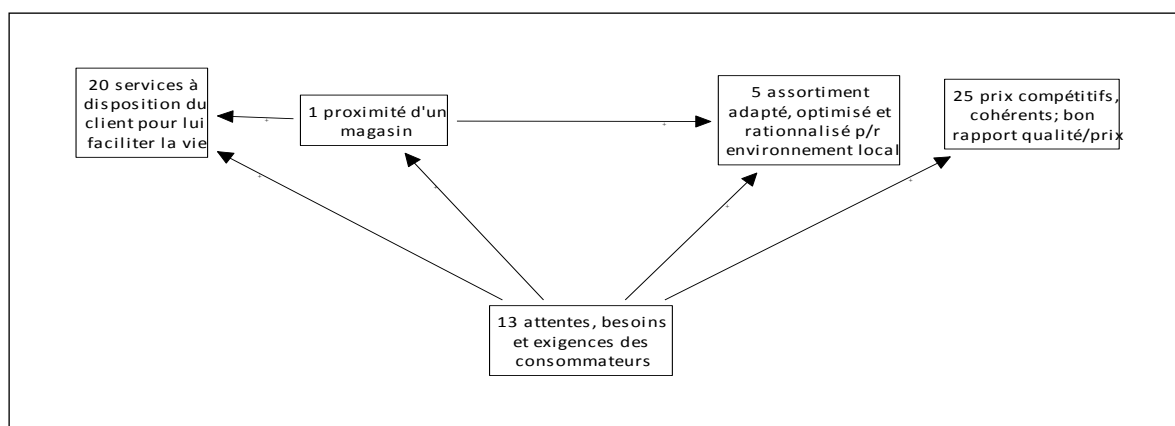 20 services à
disposition du
client pour lui
faciliter la vie
1 proximité d'un
magasin
5 assortiment
adapté, optimisé et
rationnalisé p/r
environnement local
25 prix compétitifs,
cohérents; bon
rapport qualité/prix
13 attentes, besoins
et exigences des
consommateurs
+
+
+
+
+
+